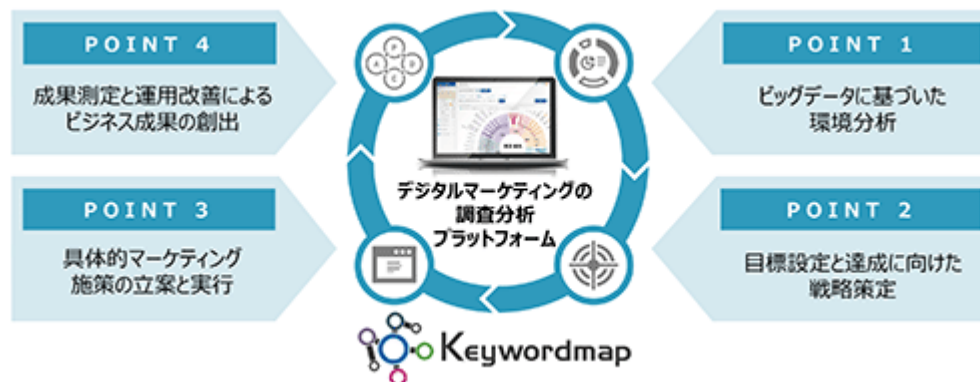 POINT 4
成果測定と運用改善による
ビジネス成果の創出
POINT 1
ビッグデータに基づいた
環境分析
P
A
D
C
デジタルマーケティングの
調査分析
プラットフォーム
POINT 3
具体的マーケティング
施策の立案と実行
POINT 2
目標設定と達成に向けた
戦略策定
Keywordmap